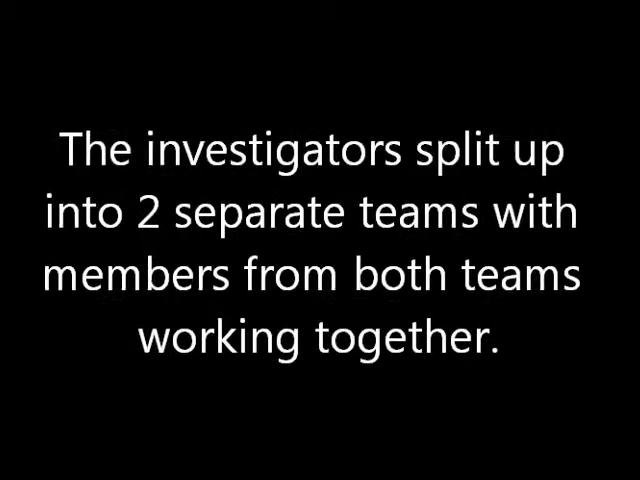 The investigators split up
into 2 separate teams with
members from both teams
working together.